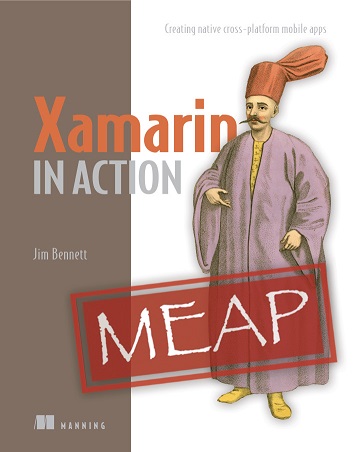 Creating native cross-platform mobile apps
Xamarin
IN ACTION
Jim Bennett
MEAP
MANNING